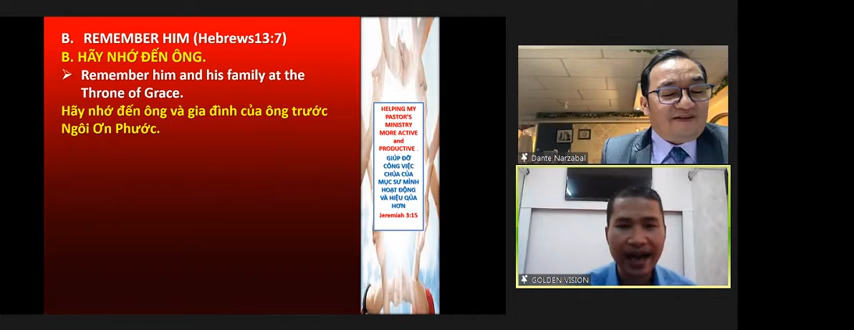 B. REMEMBER HIM (Hebrews13:7)
B. HÃY NHỚ ĐẾN ÔNG.
➢ Remember him and his family at the
Throne of Grace.
Hãy nhớ đến ông và gia đình của ông trước
Ngôi Ơn Phước.
HELPING MY
PASTOR'S
MINISTRY
MORE ACTIVE
and
PRODUCTIVE .
GIÚP ĐỠ
CÔNG VIỆC
CHÚA CỦA
MỤC SƯ MÌNH
HOẠT ĐỘNG
VÀ HIỆU QỦA
HƠN
Jeremiah 3:15
Dante Narzabal
GOLDEN VISION